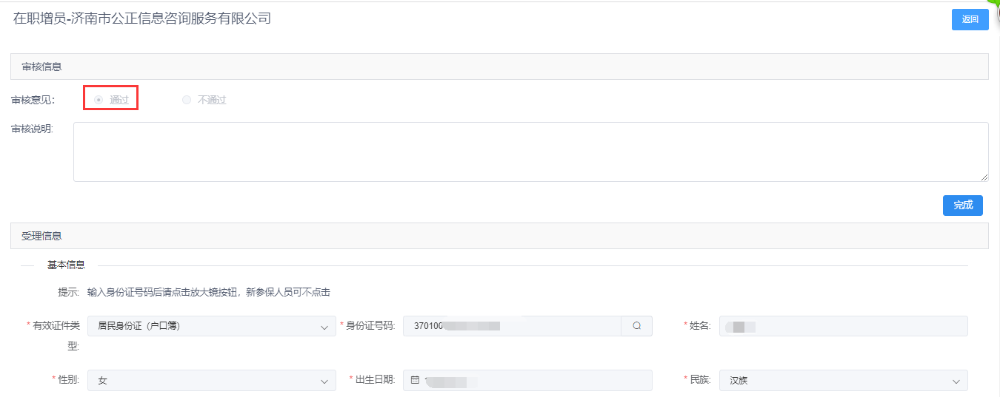 在职增员-济南市公正信息咨询服务有限公司
返回
审核信息
审核意见: 通过 不通过
审核说明:
完成
受理信息
基本信息
提示: 输入身份证号码后请点击放大镜按钮，新参保人员可不点击
* 有效证件类型: 居民身份证（户口簿） * 身份证号码: 370100 * 姓名:
* 性别: 女 * 出生日期: * 民族: 汉族